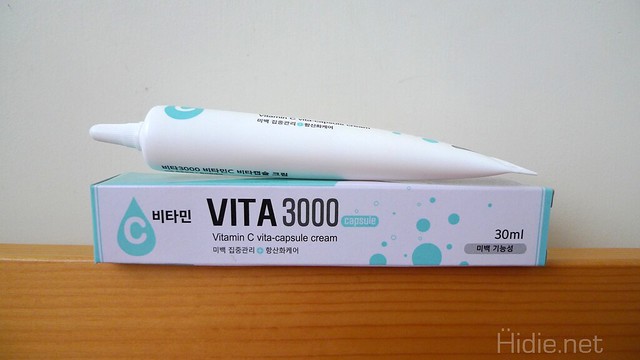 C
Vitamin C vita-capsule cream
미백 집중관리 + 항산화케어
비타3000 비타민C 비타캡슐 크림
C
비타민
VITA 3000 capsule
Vitamin C vita-capsule cream
미백 집중관리 + 항산화케어
30ml
미백 기능성
Hidie.net